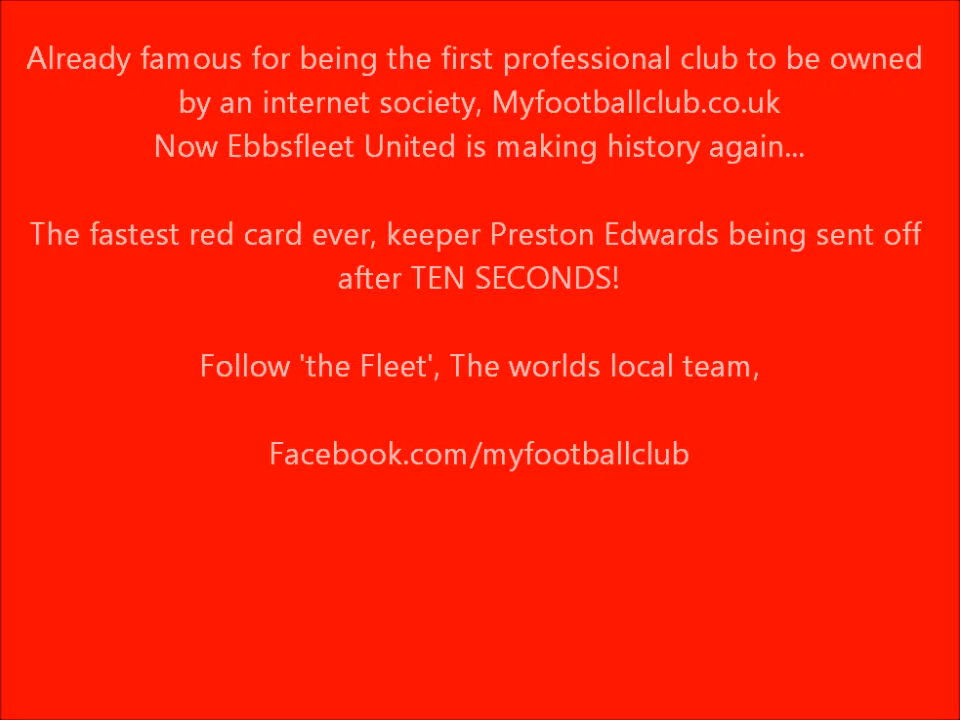 Already famous for being the first professional club to be owned
by an internet society, Myfootballclub.co.uk
Now Ebbsfleet United is making history again...
The fastest red card ever, keeper Preston Edwards being sent off
after TEN SECONDS!
Follow 'the Fleet', The worlds local team,
Facebook.com/myfootballclub